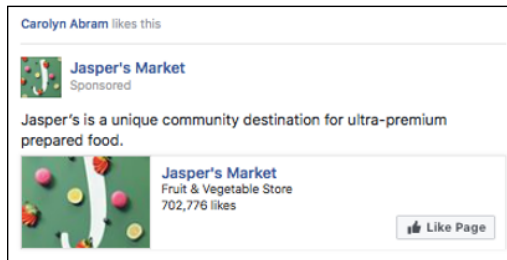 Carolyn Abram likes this
Jasper's Market
Sponsored
Jasper's is a unique community destination for ultra-premium
prepared food.
Jasper's Market
Fruit & Vegetable Store
702,776 likes
Like Page